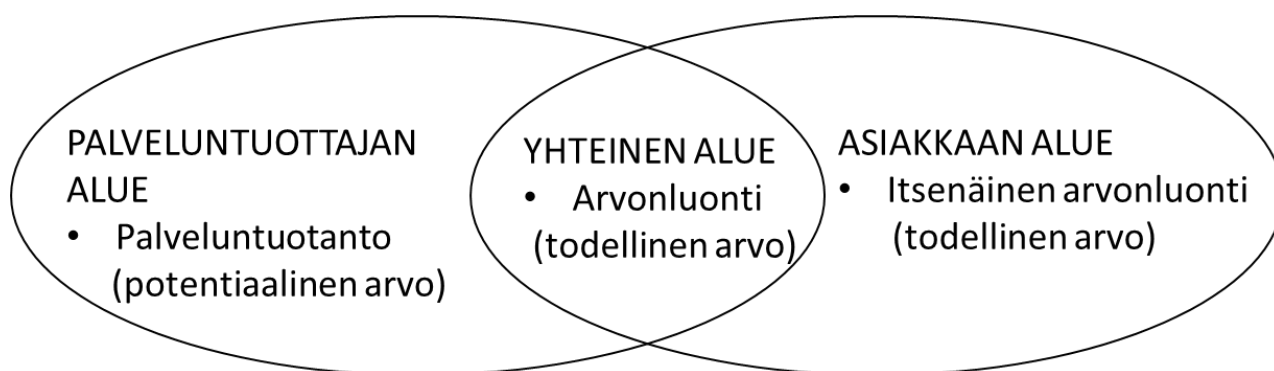 PALVELUNTUOTTAJAN
ALUE
• Palveluntuotanto
(potentiaalinen arvo)
YHTEINEN ALUE
• Arvonluonti
(todellinen arvo)
ASIAKKAAN ALUE
• Itsenäinen arvonluonti
(todellinen arvo)